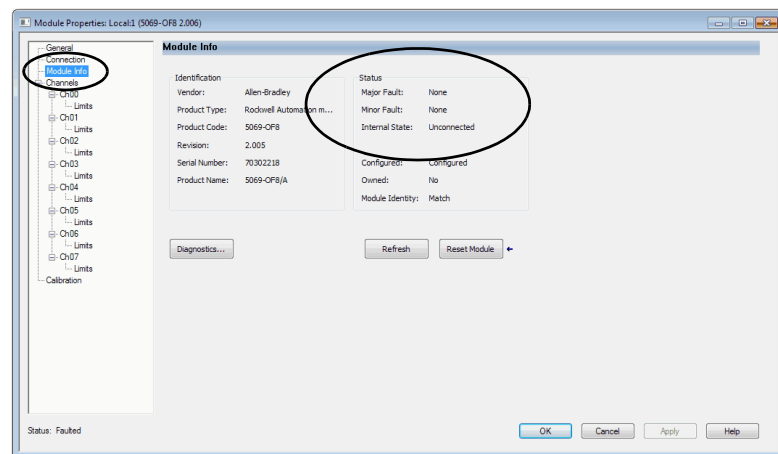 Module Properties: Local:1 (5069-OF8 2.006)
General
Connection
Module Info
Channels
Ch00
Limits
Ch01
Limits
Ch02
Limits
Ch03
Limits
Ch04
Limits
Ch05
Limits
Ch06
Limits
Ch07
Limits
Calibration
Module Info
Identification
Vendor: Allen-Bradley
Product Type: Rockwell Automation m...
Product Code: 5069-OF8
Revision: 2.005
Serial Number: 70302218
Product Name: 5069-OF8/A
Status
Major Fault: None
Minor Fault: None
Internal State: Unconnected
Configured: Configured
Owned: No
Module Identity: Match
Diagnostics...
Refresh
Reset Module
Status: Faulted
OK
Cancel
Apply
Help